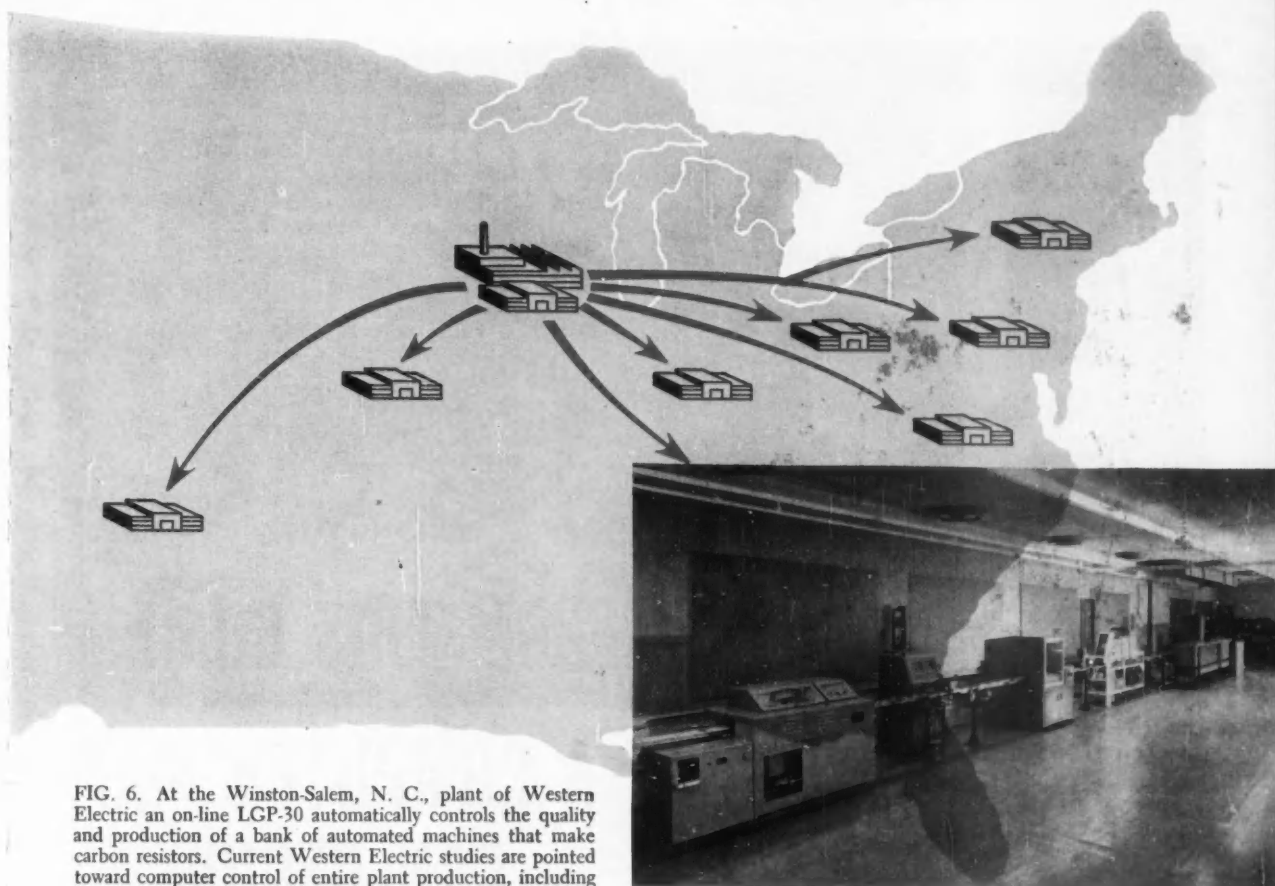 FIG. 6. At the Winston-Salem, N. C., plant of Western
Electric an on-line LGP-30 automatically controls the quality
and production of a bank of automated machines that make
carbon resistors. Current Western Electric studies are pointed
toward computer control of entire plant production, including